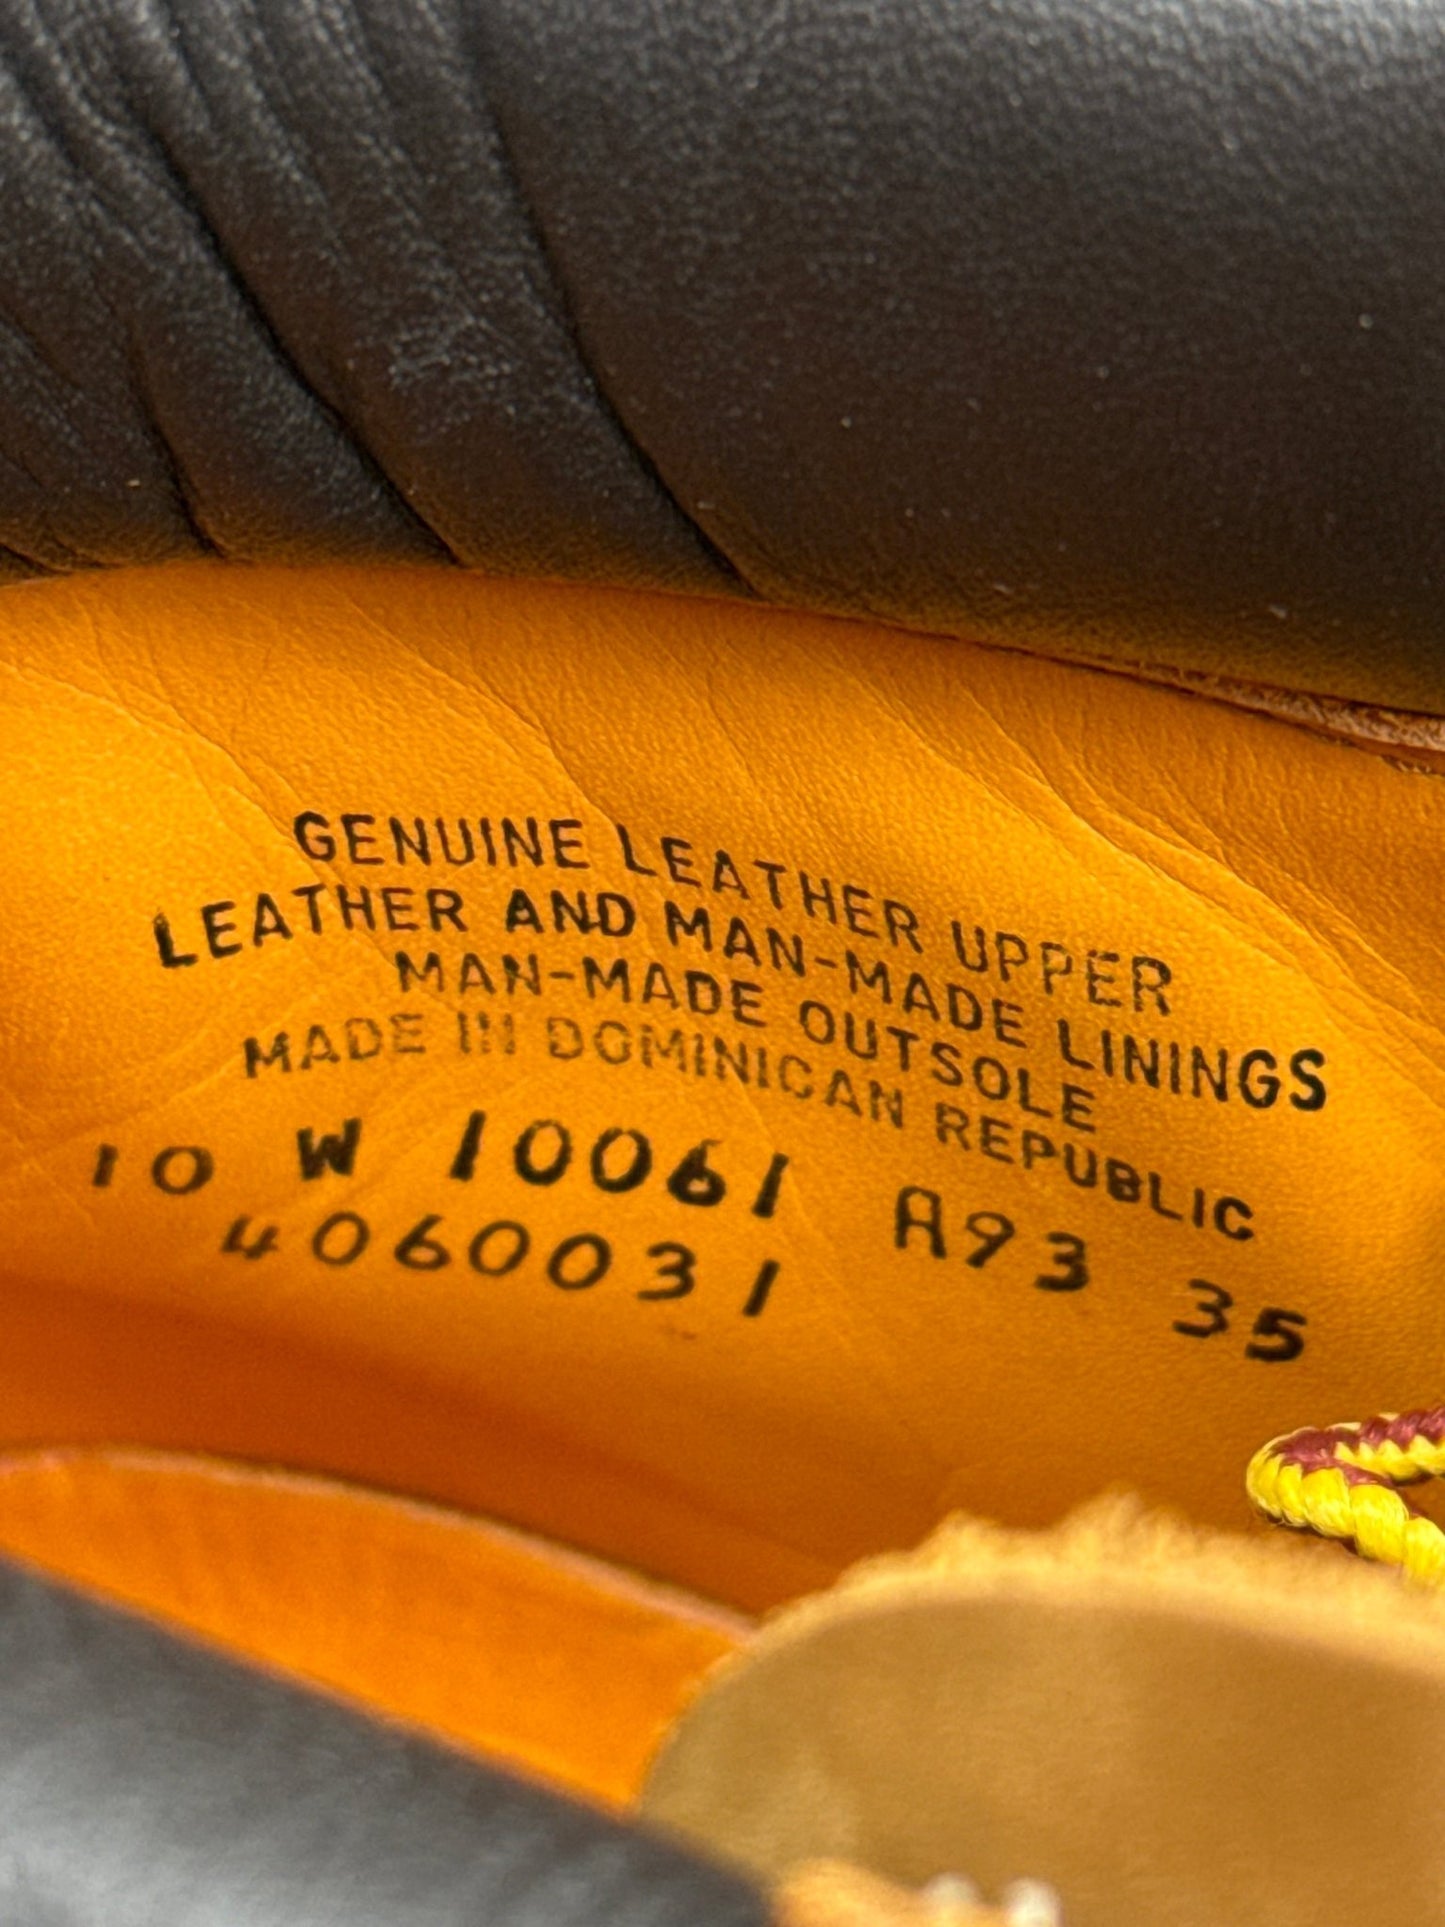 GENUINE LEATHER UPPER
LEATHER AND MAN-MADE LININGS
MAN-MADE OUTSOLE
MADE IN DOMINICAN REPUBLIC
10 W 10061 A93 35
4060031